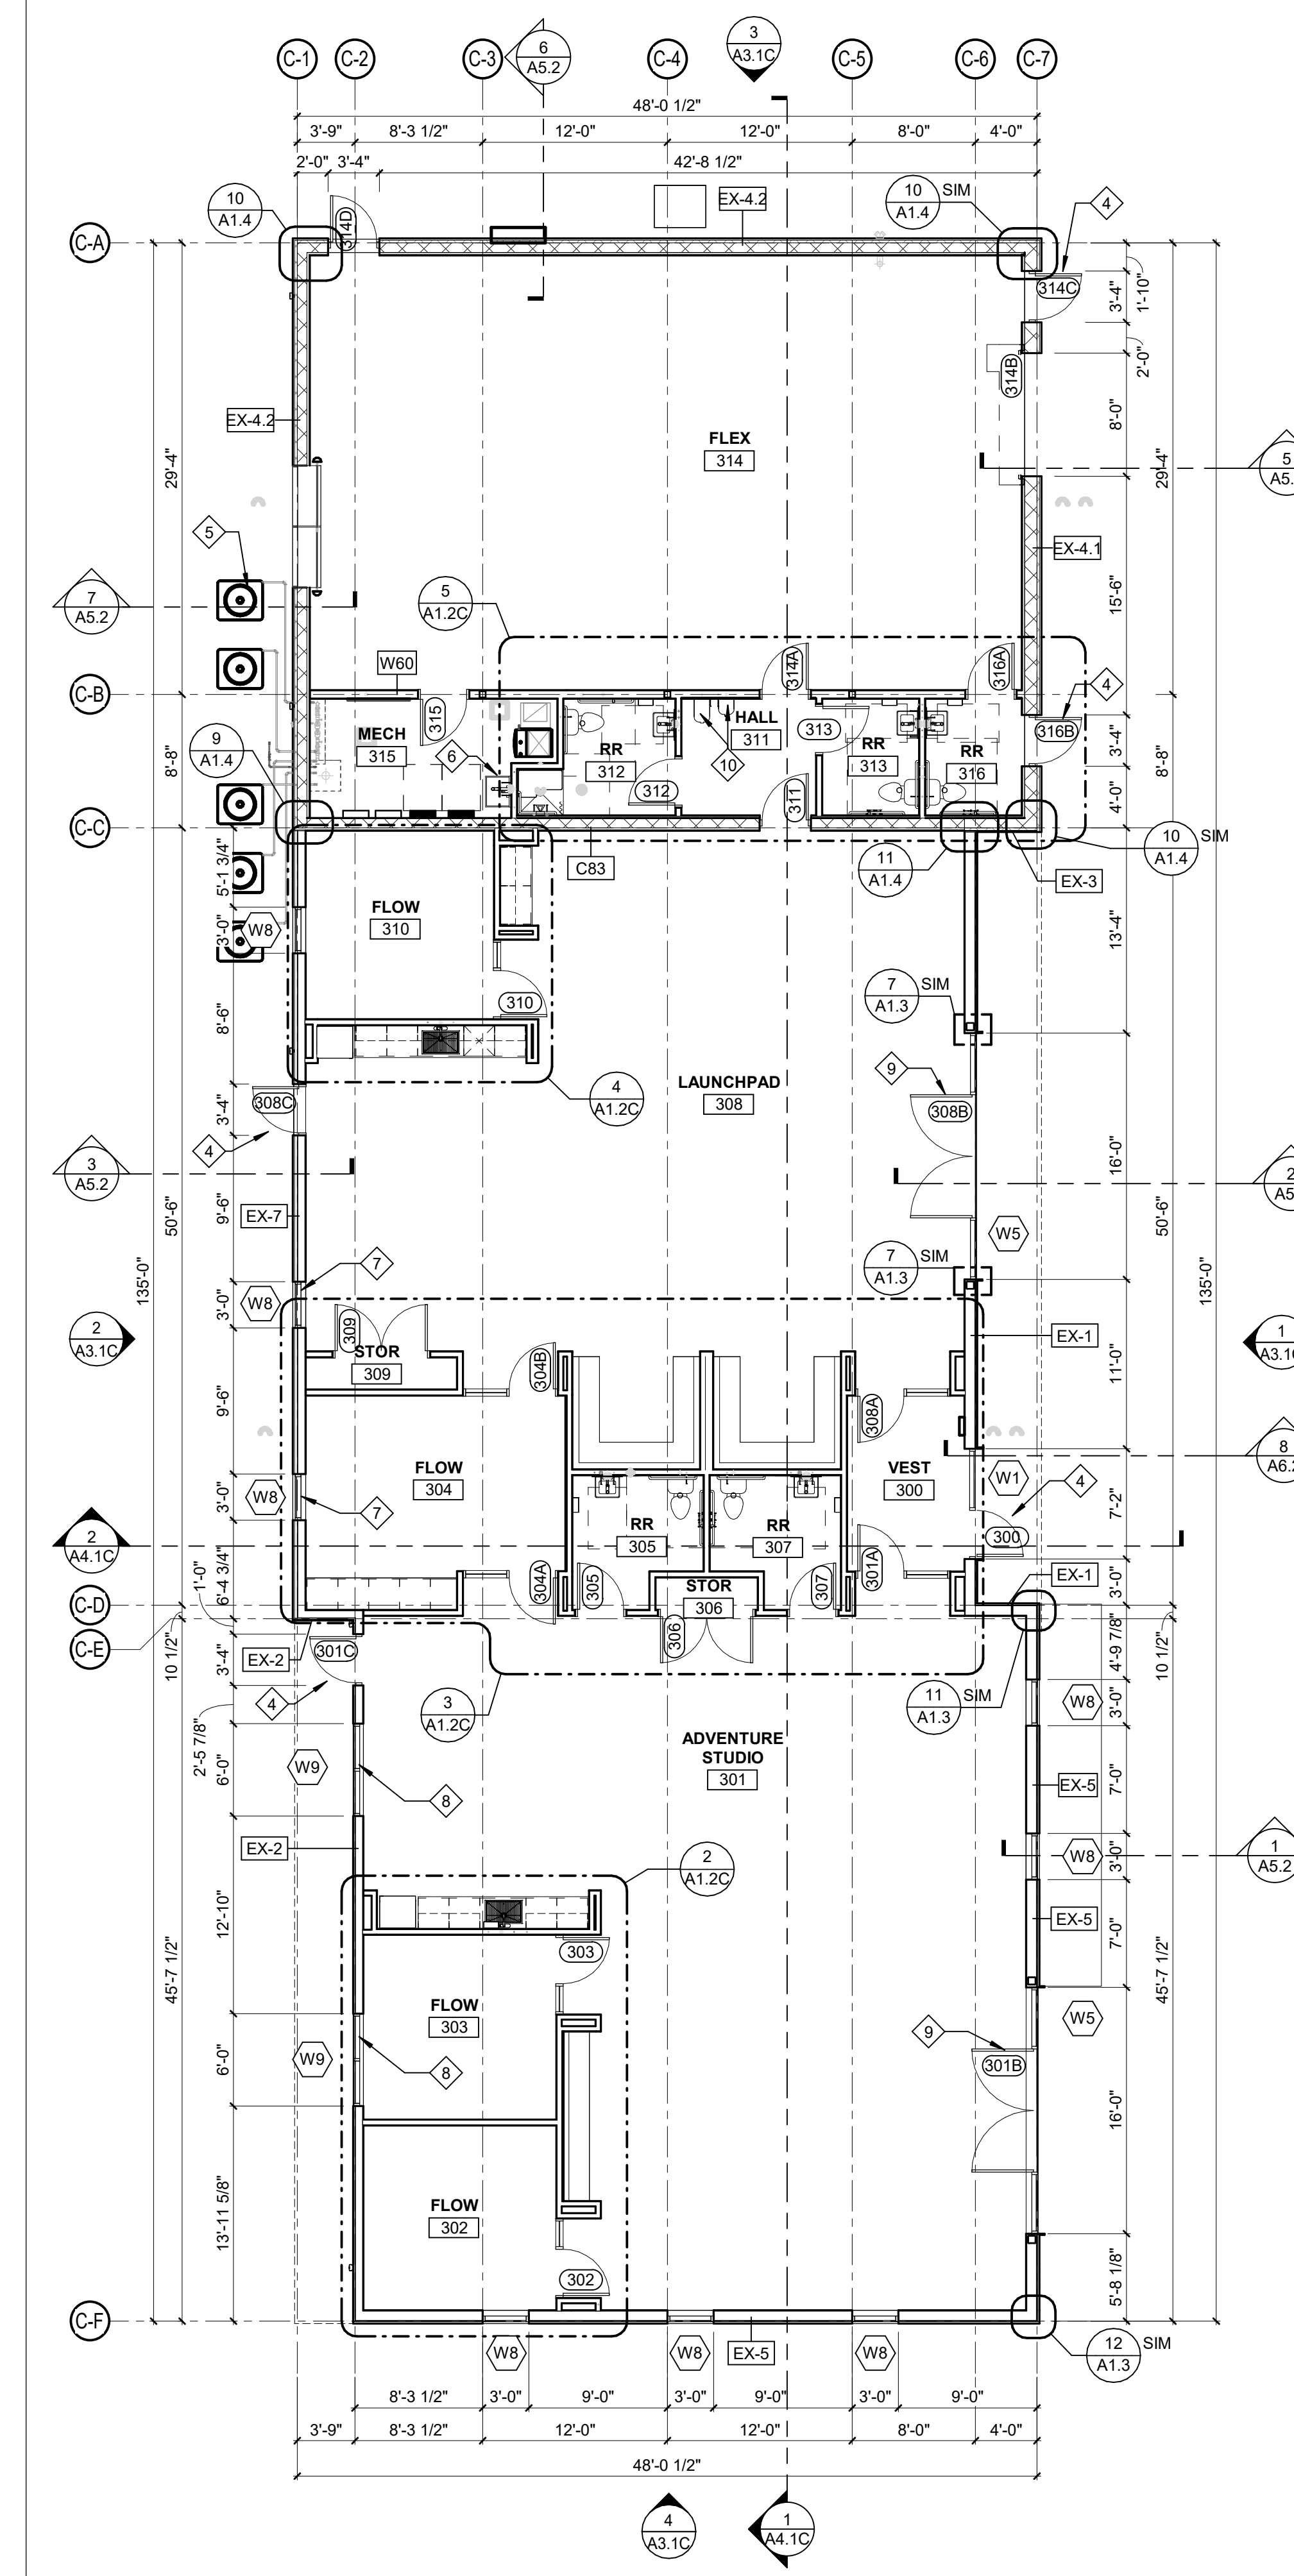 6
A5.2
3
A3.1C
C-1
C-2
C-3
C-4
C-5
C-6
C-7
48'-0 1/2"
3'-9"
8'-3 1/2"
12'-0"
12'-0"
8'-0"
4'-0"
2'-0"
3'-4"
42'-8 1/2"
10
A1.4
314D
EX-4.2
10
A1.4
SIM
4
C-A
314C
3'-4"
1'-10"
2'-0"
314B
8'-0"
EX-4.2
FLEX
314
29'-4"
29'-4"
5
5
EX-4.1
15'-6"
5
A1.2C
7
A5.2
W60
314A
316A
4
C-B
315
MECH
315
HALL
311
313
RR
312
RR
313
RR
316
316B
3'-4"
8'-8"
8'-8"
9
A1.4
6
10
312
311
4'-0"
C-C
10
A1.4
SIM
11
A1.4
EX-3
C83
5'-1 3/4"
FLOW
310
3'-0"
W8
13'-4"
310
7
A1.3
SIM
8'-6"
9
308B
LAUNCHPAD
308
4
A1.2C
308C
3'-4"
4
3
A5.2
16'-0"
9'-6"
EX-7
50'-6"
50'-6"
W5
7
7
A1.3
SIM
135'-0"
135'-0"
W8
3'-0"
2
A3.1C
309
STOR
309
EX-1
1
304B
11'-0"
9'-6"
308A
FLOW
304
VEST
300
8
W8
3'-0"
7
W1
4
7'-2"
RR
305
RR
307
300
2
A4.1C
1'-0"
6'-4 3/4"
304A
305
STOR
306
307
301A
EX-1
3'-0"
C-D
C-E
306
10 1/2"
EX-2
301C
3'-4"
4
4'-9 7/8"
10 1/2"
3
A1.2C
11
A1.3
SIM
W8
3'-0"
2'-5 7/8"
6'-0"
W9
ADVENTURE
STUDIO
301
8
7'-0"
EX-5
EX-2
2
A1.2C
W8
3'-0"
1
A5.2
12'-10"
303
EX-5
7'-0"
45'-7 1/2"
45'-7 1/2"
FLOW
303
W5
6'-0"
W9
8
9
301B
16'-0"
13'-11 5/8"
FLOW
302
302
5'-8 1/8"
C-F
W8
W8
EX-5
W8
12
A1.3
SIM
8'-3 1/2"
3'-0"
9'-0"
3'-0"
9'-0"
3'-0"
9'-0"
3'-9"
8'-3 1/2"
12'-0"
12'-0"
8'-0"
4'-0"
48'-0 1/2"
4
A3.1C
1
A4.1C